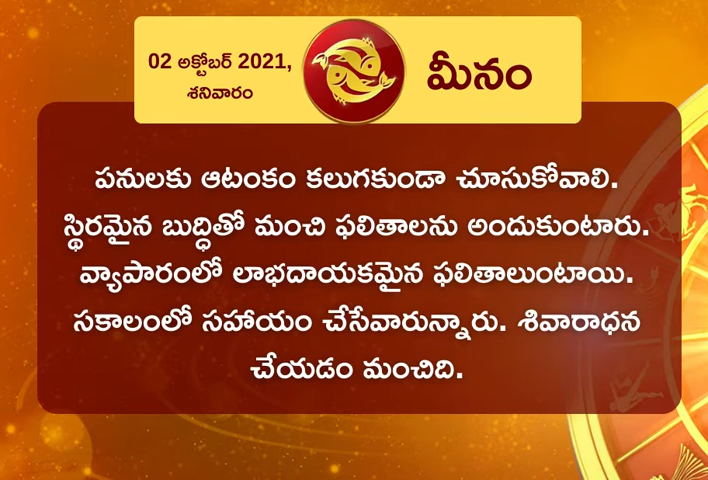 02 అక్టోబర్ 2021,
శనివారం
మీనం
పనులకు ఆటంకం కలుగకుండా చూసుకోవాలి.
స్థిరమైన బుద్ధితో మంచి ఫలితాలను అందుకుంటారు.
వ్యాపారంలో లాభదాయకమైన ఫలితాలుంటాయి.
సకాలంలో సహాయం చేసేవారున్నారు. శివారాధన
చేయడం మంచిది.